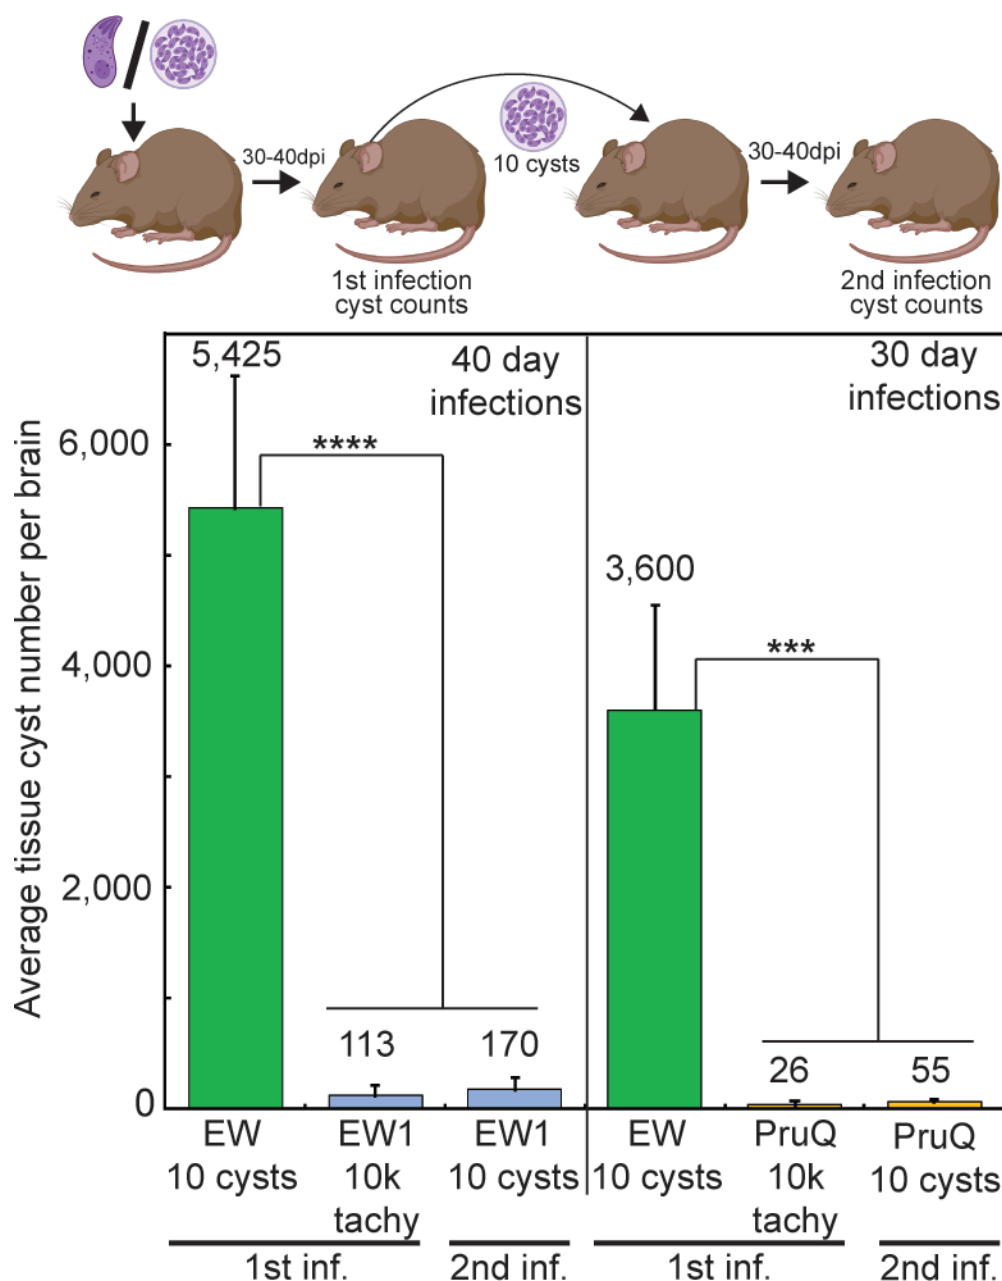 30-40dpi
10 cysts
30-40dpi
1st infection
cyst counts
2nd infection
cyst counts
Average tissue cyst number per brain
6,000
4,000
2,000
0
5,425
40 day
infections
****
113
170
30 day
infections
3,600
***
26
55
EW
10 cysts
EW1
10k
tachy
EW1
10 cysts
EW
10 cysts
PruQ
10k
tachy
PruQ
10 cysts
1st inf.
2nd inf.
1st inf.
2nd inf.